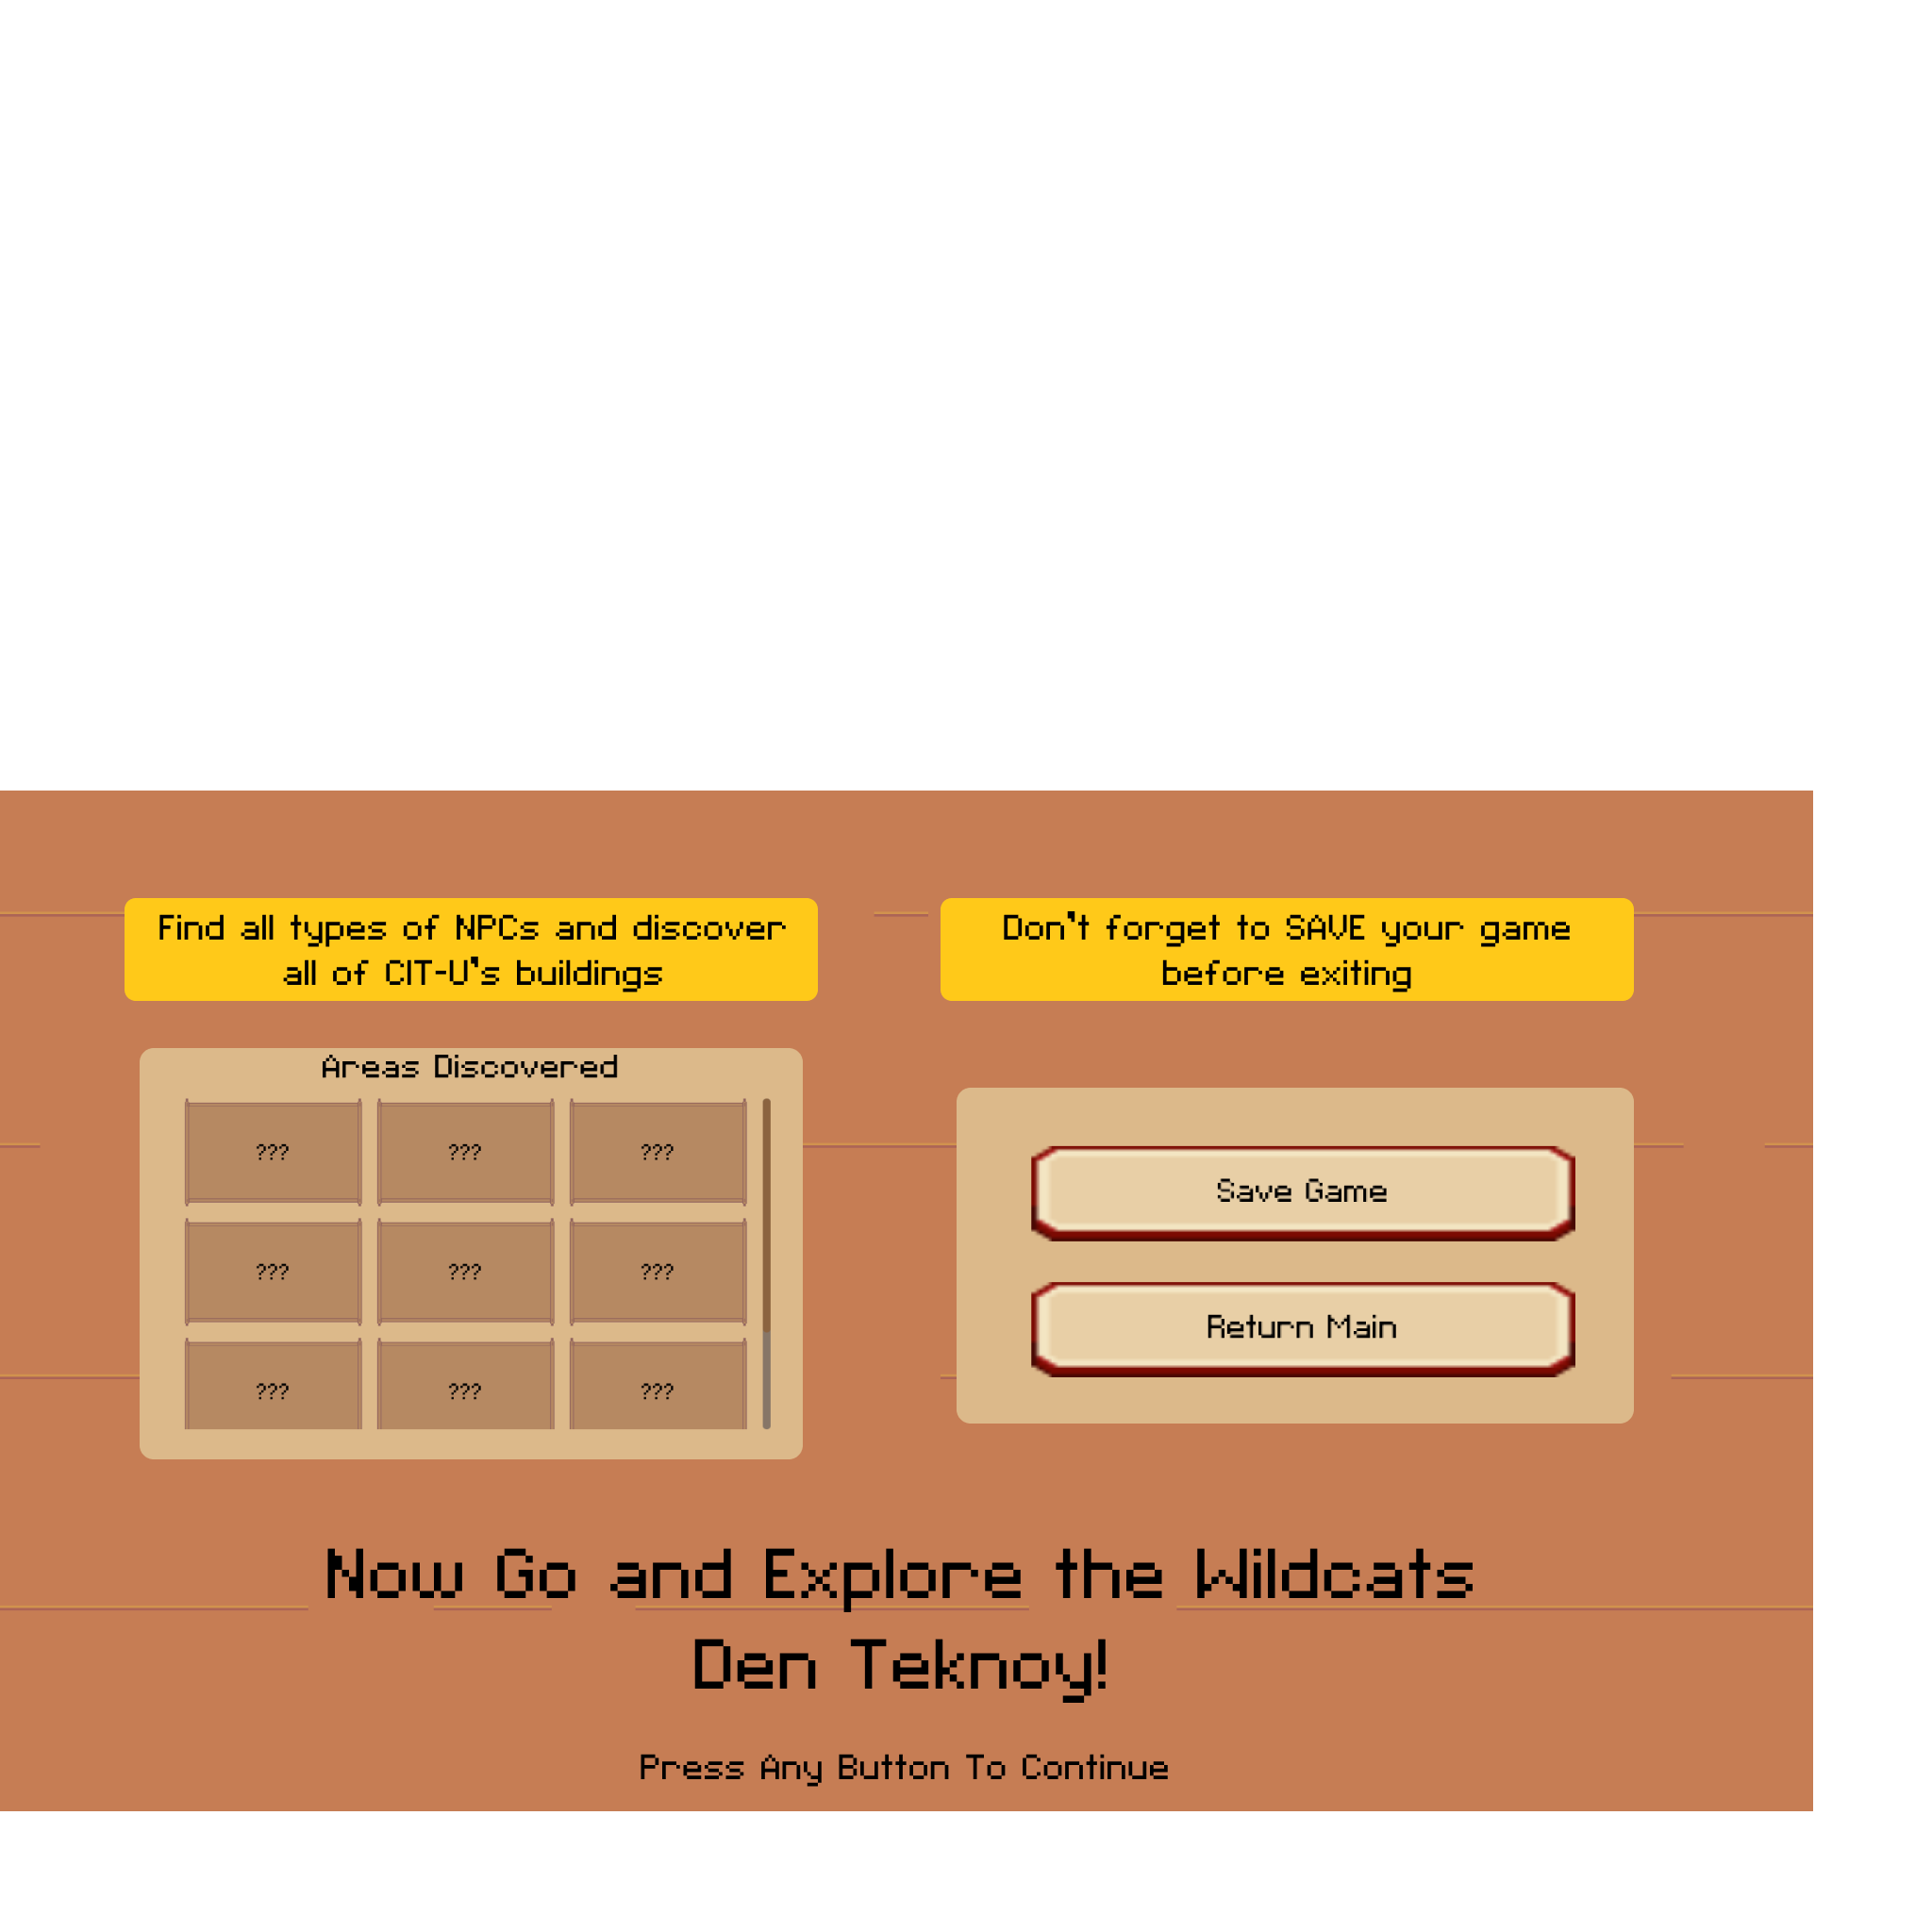 Find all types of NPCs and discover
all of CIT-U's buildings
Don't forget to SAVE your game
before exiting
Areas Discovered
??? ??? ???
??? ??? ???
??? ??? ???
Save Game
Return Main
Now Go and Explore the Wildcats
Den Teknoy!
Press Any Button To Continue